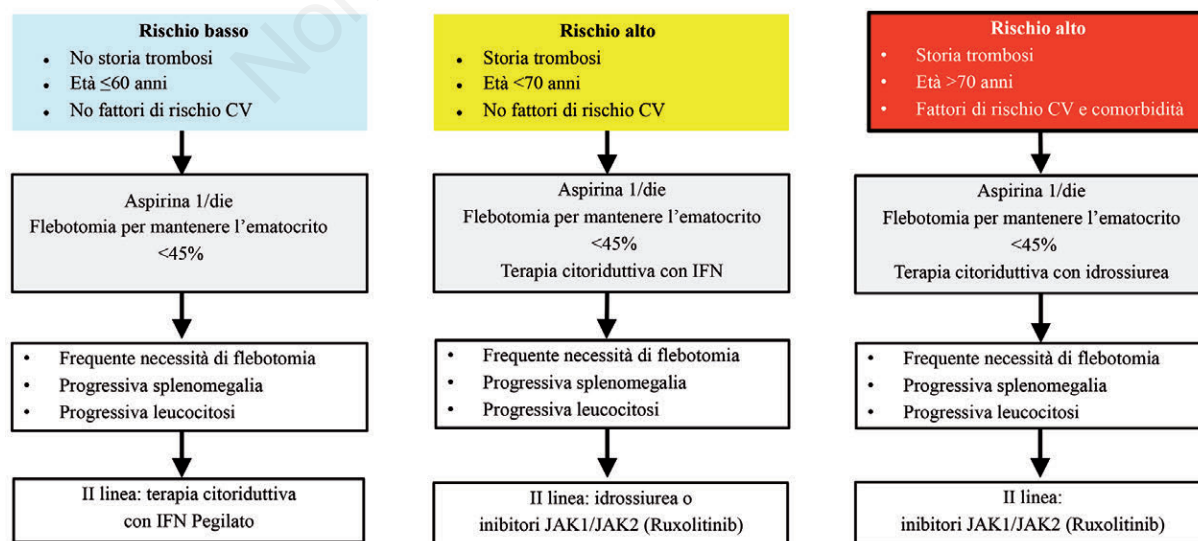 Rischio basso
• No storia trombosi
• Età ≤60 anni
• No fattori di rischio CV
Aspirina 1/die
Flebotomia per mantenere l’ematocrito
<45%
• Frequente necessità di flebotomia
• Progressiva splenomegalia
• Progressiva leucocitosi
II linea: terapia citoriduttiva
con IFN Pegilato
Rischio alto
• Storia trombosi
• Età <70 anni
• No fattori di rischio CV
Aspirina 1/die
Flebotomia per mantenere l’ematocrito
<45%
Terapia citoriduttiva con IFN
• Frequente necessità di flebotomia
• Progressiva splenomegalia
• Progressiva leucocitosi
II linea: idrossiurea o
inibitori JAK1/JAK2 (Ruxolitinib)
Rischio alto
• Storia trombosi
• Età >70 anni
• Fattori di rischio CV e comorbidità
Aspirina 1/die
Flebotomia per mantenere l’ematocrito
<45%
Terapia citoriduttiva con idrossiurea
• Frequente necessità di flebotomia
• Progressiva splenomegalia
• Progressiva leucocitosi
II linea:
inibitori JAK1/JAK2 (Ruxolitinib)